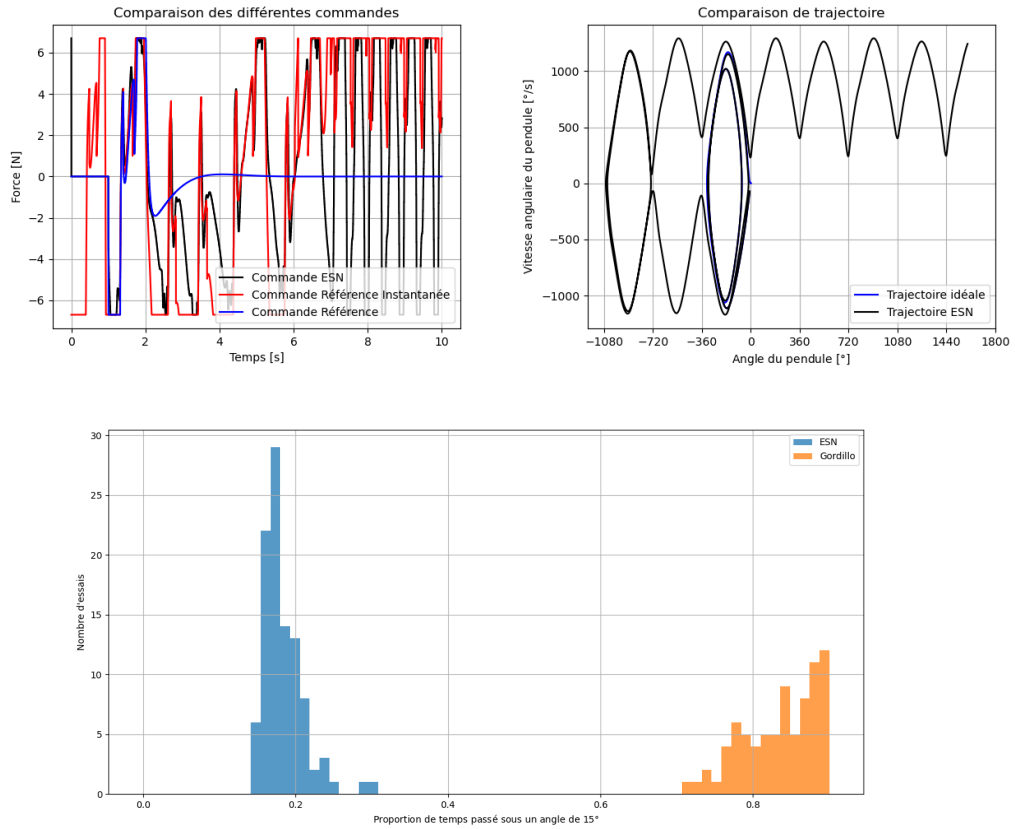 Comparaison des différentes commandes
6
4
2
0
−2
−4
−6
Force [N]
Commande ESN
Commande Référence Instantanée
Commande Référence
0
2
4
6
8
10
Temps [s]
Comparaison de trajectoire
1000
500
0
−500
−1000
Vitesse angulaire du pendule [°/s]
Trajectoire idéale
Trajectoire ESN
−1080
−720
−360
0
360
720
1080
1440
1800
Angle du pendule [°]
30
25
20
15
10
5
0
Nombre d'essais
ESN
Gordillo
0.0
0.2
0.4
0.6
0.8
Proportion de temps passé sous un angle de 15°